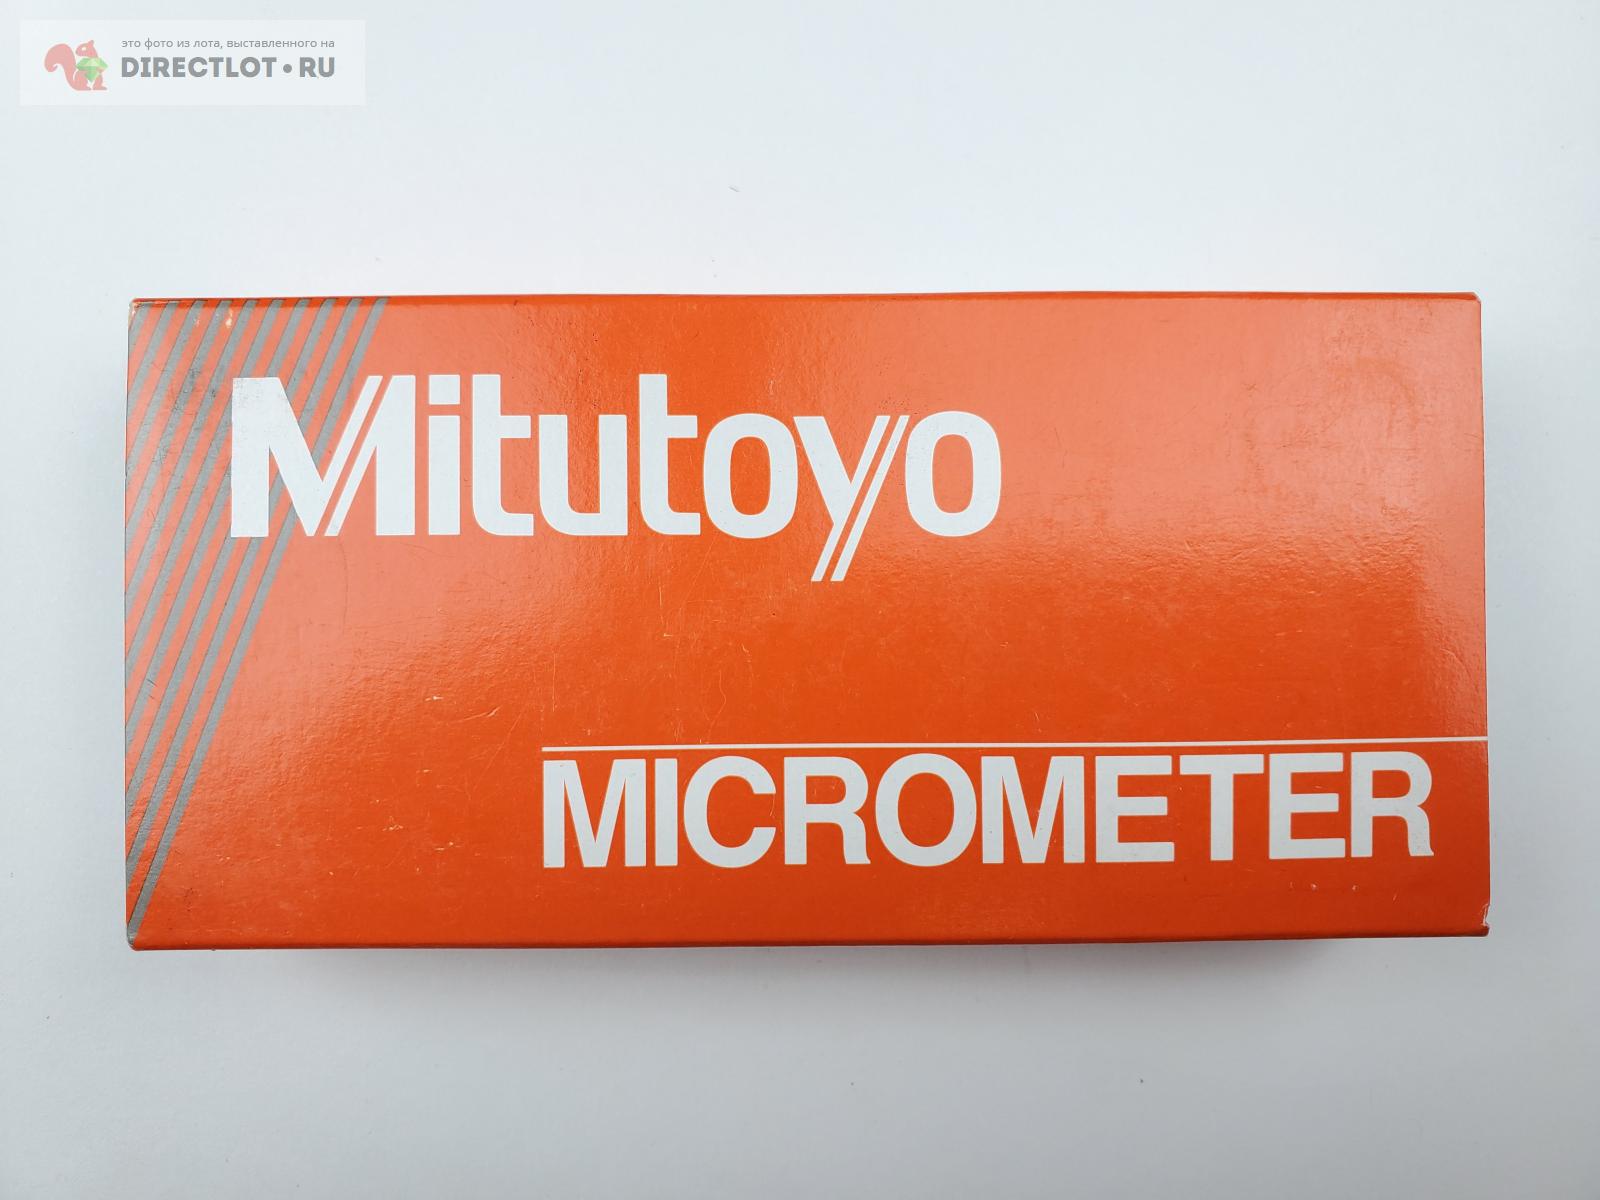 это фото из лота, выставленного на
DIRECTLOT•RU
Mitutoyo
MICROMETER